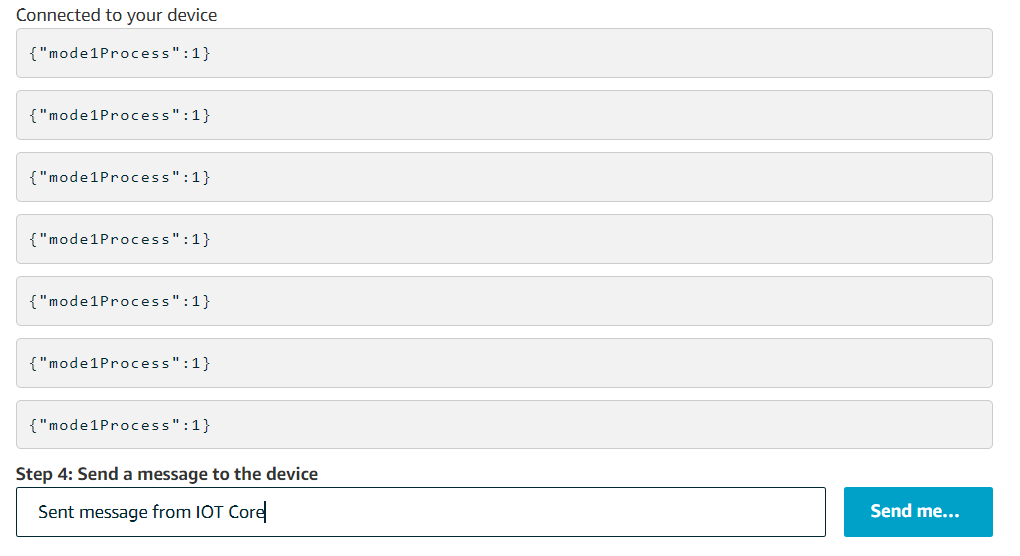 Connected to your device
{"mode1Process":1}
{"mode1Process":1}
{"mode1Process":1}
{"mode1Process":1}
{"mode1Process":1}
{"mode1Process":1}
{"mode1Process":1}
Step 4: Send a message to the device
Sent message from IOT Core
Send me...